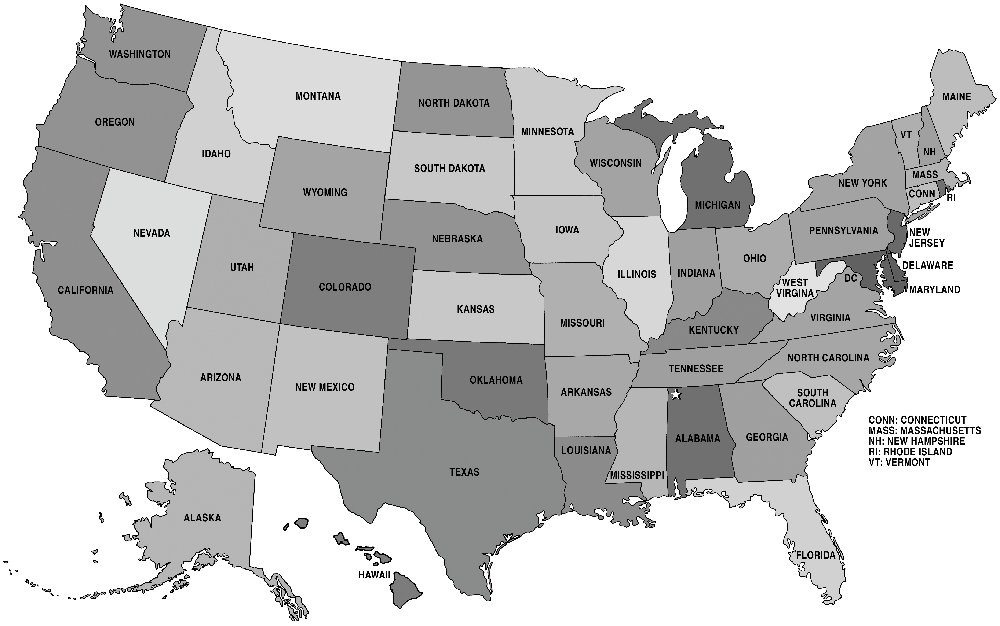 WASHINGTON
MONTANA
NORTH DAKOTA
MAINE
OREGON
MINNESOTA
VT
NH
IDAHO
SOUTH DAKOTA
WISCONSIN
MASS
NEW YORK
WYOMING
CONN
RI
MICHIGAN
NEVADA
IOWA
PENNSYLVANIA
NEW
JERSEY
NEBRASKA
OHIO
UTAH
DELAWARE
ILLINOIS
INDIANA
DC
CALIFORNIA
COLORADO
WEST
VIRGINA
MARYLAND
KANSAS
MISSOURI
VIRGINIA
KENTUCKY
NORTH CAROLINA
TENNESSEE
ARIZONA
NEW MEXICO
OKLAHOMA
ARKANSAS
SOUTH
CAROLINA
CONN: CONNECTICUT
MASS: MASSACHUSETTS
NH: NEW HAMPSHIRE
RI: RHODE ISLAND
VT: VERMONT
ALABAMA
GEORGIA
LOUISIANA
TEXAS
MISSISSIPPI
ALASKA
FLORIDA
HAWAII